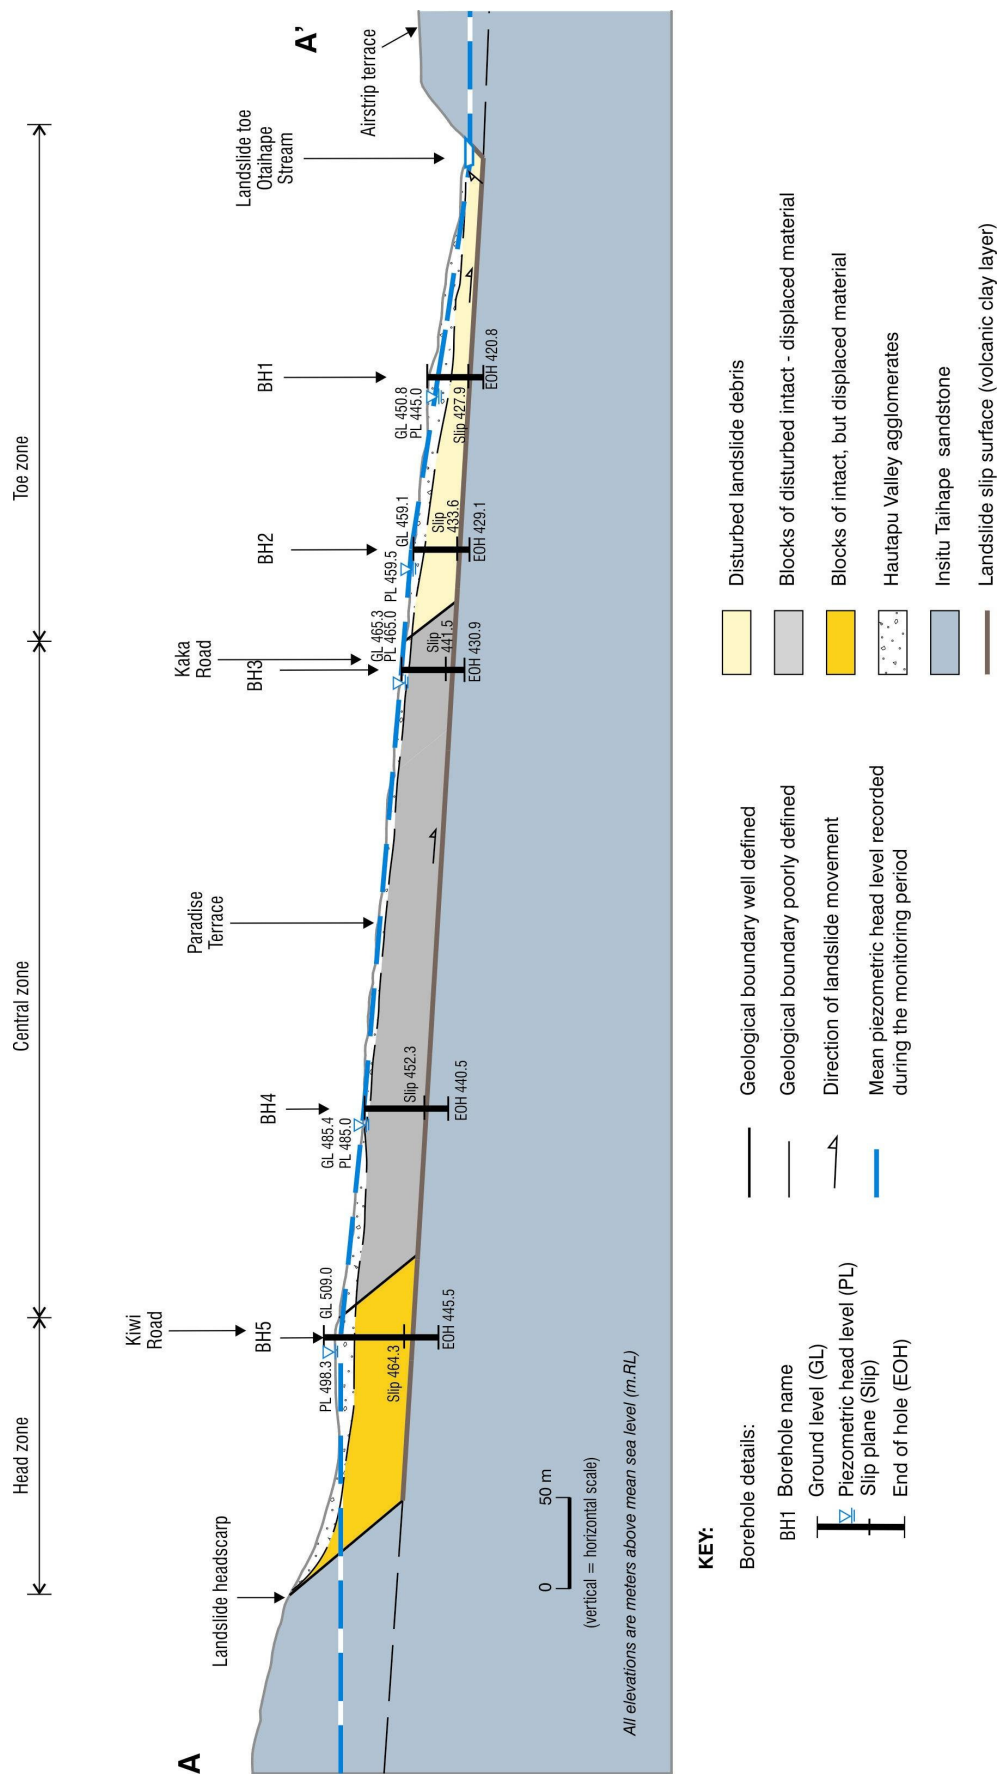 A
A'
Head zone
Central zone
Toe zone
Landslide headscarp
Kiwi
Road
BH5
BH4
Paradise
Terrace
Kaka
Road
BH3
BH2
BH1
Landslide toe
Otaihape
Stream
Airstrip terrace
PL 498.3
GL 509.0
Slip 464.3
EOH 445.5
GL 485.4
PL 485.0
Slip 452.3
EOH 440.5
GL 465.3
PL 465.0
Slip
441.5
EOH 430.9
PL 459.5
GL 459.1
Slip
433.6
EOH 429.1
GL 450.8
PL 445.0
Slip 427.9
EOH 420.8
0
50 m
(vertical = horizontal scale)
All elevations are meters above mean sea level (m.RL)
KEY:
Borehole details:
BH1 Borehole name
Ground level (GL)
Piezometric head level (PL)
Slip plane (Slip)
End of hole (EOH)
Geological boundary well defined
Geological boundary poorly defined
Direction of landslide movement
Mean piezometric head level recorded
during the monitoring period
Disturbed landslide debris
Blocks of disturbed intact - displaced material
Blocks of intact, but displaced material
Hautapu Valley agglomerates
Insitu Taihape sandstone
Landslide slip surface (volcanic clay layer)